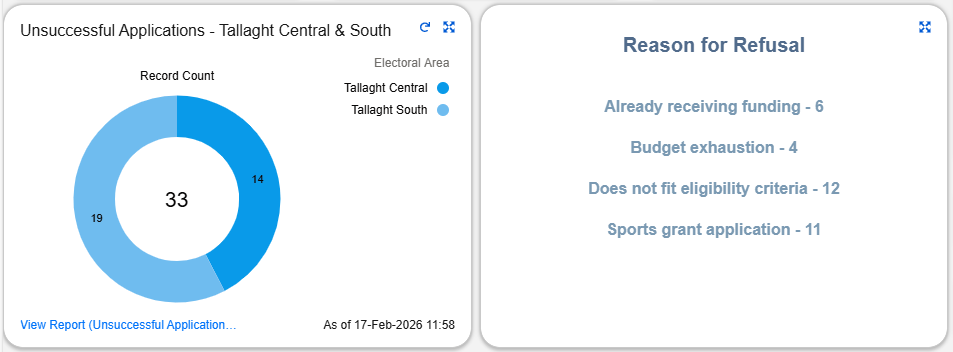 Unsuccessful Applications - Tallaght Central & South
Electoral Area
Record Count
Tallaght Central
Tallaght South
14
33
19
View Report (Unsuccessful Application…
As of 17-Feb-2026 11:58
Reason for Refusal
Already receiving funding - 6
Budget exhaustion - 4
Does not fit eligibility criteria - 12
Sports grant application - 11